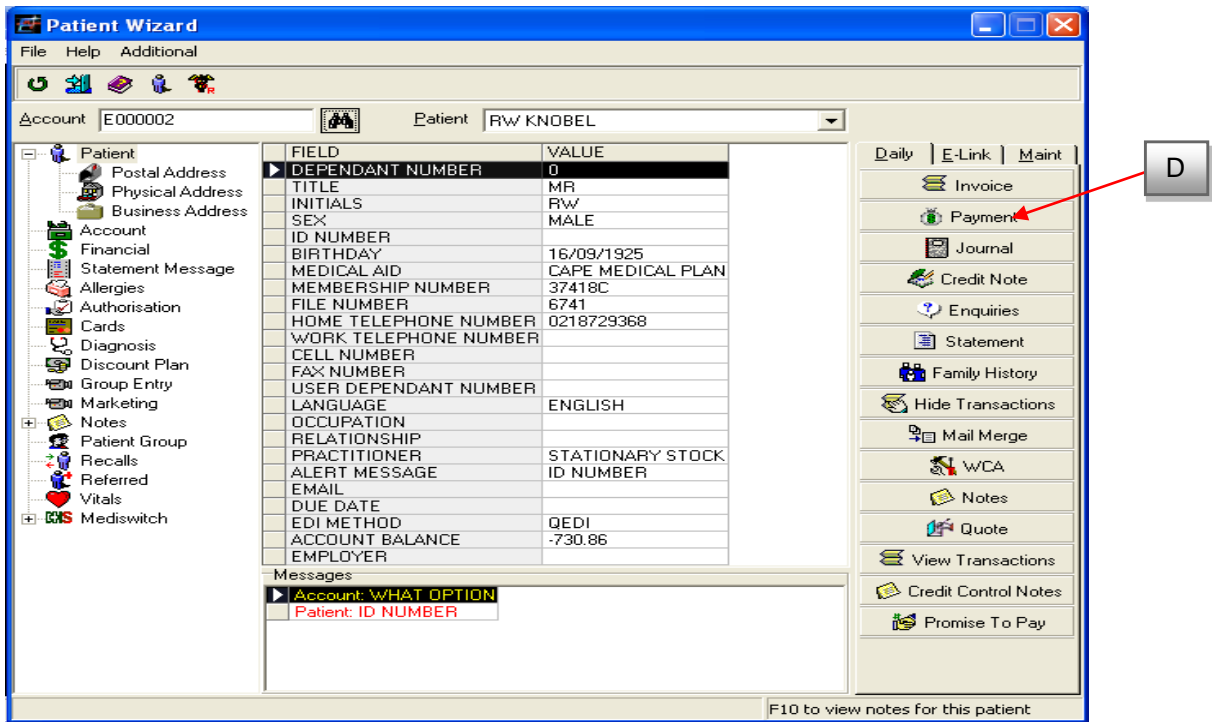 Patient Wizard
File Help Additional
Account E000002 Patient RW KNOBEL
Patient
Postal Address
Physical Address
Business Address
Account
Financial
Statement Message
Allergies
Authorisation
Cards
Diagnosis
Discount Plan
Group Entry
Marketing
Notes
Patient Group
Recalls
Referred
Vitals
Mediswitch
FIELD VALUE
DEPENDANT NUMBER 0
TITLE MR
INITIALS RW
SEX MALE
ID NUMBER
BIRTHDAY 16/09/1925
MEDICAL AID CAPE MEDICAL PLAN
MEMBERSHIP NUMBER 37418C
FILE NUMBER 6741
HOME TELEPHONE NUMBER 0218729368
WORK TELEPHONE NUMBER
CELL NUMBER
FAX NUMBER
USER DEPENDANT NUMBER
LANGUAGE ENGLISH
OCCUPATION
RELATIONSHIP
PRACTITIONER STATIONARY STOCK
ALERT MESSAGE ID NUMBER
EMAIL
DUE DATE
EDI METHOD QEDI
ACCOUNT BALANCE -730.86
EMPLOYER
Messages
Account: WHAT OPTION
Patient: ID NUMBER
Daily E-Link Maint
Invoice
Payment
Journal
Credit Note
Enquiries
Statement
Family History
Hide Transactions
Mail Merge
WCA
Notes
Quote
View Transactions
Credit Control Notes
Promise To Pay
D
F10 to view notes for this patient